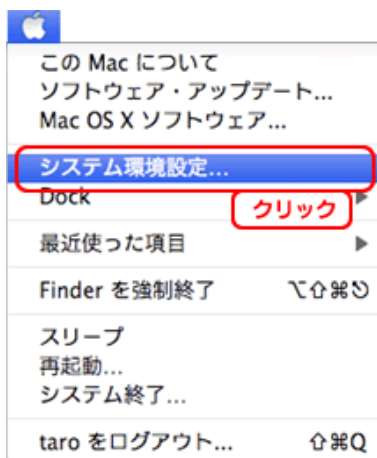 この Mac について
ソフトウェア・アップデート...
Mac OS X ソフトウェア...
システム環境設定...
Dock
クリック
最近使った項目
Finder を強制終了 ⌥⇧⌘⎋
スリープ
再起動...
システム終了...
taro をログアウト... ⇧⌘Q